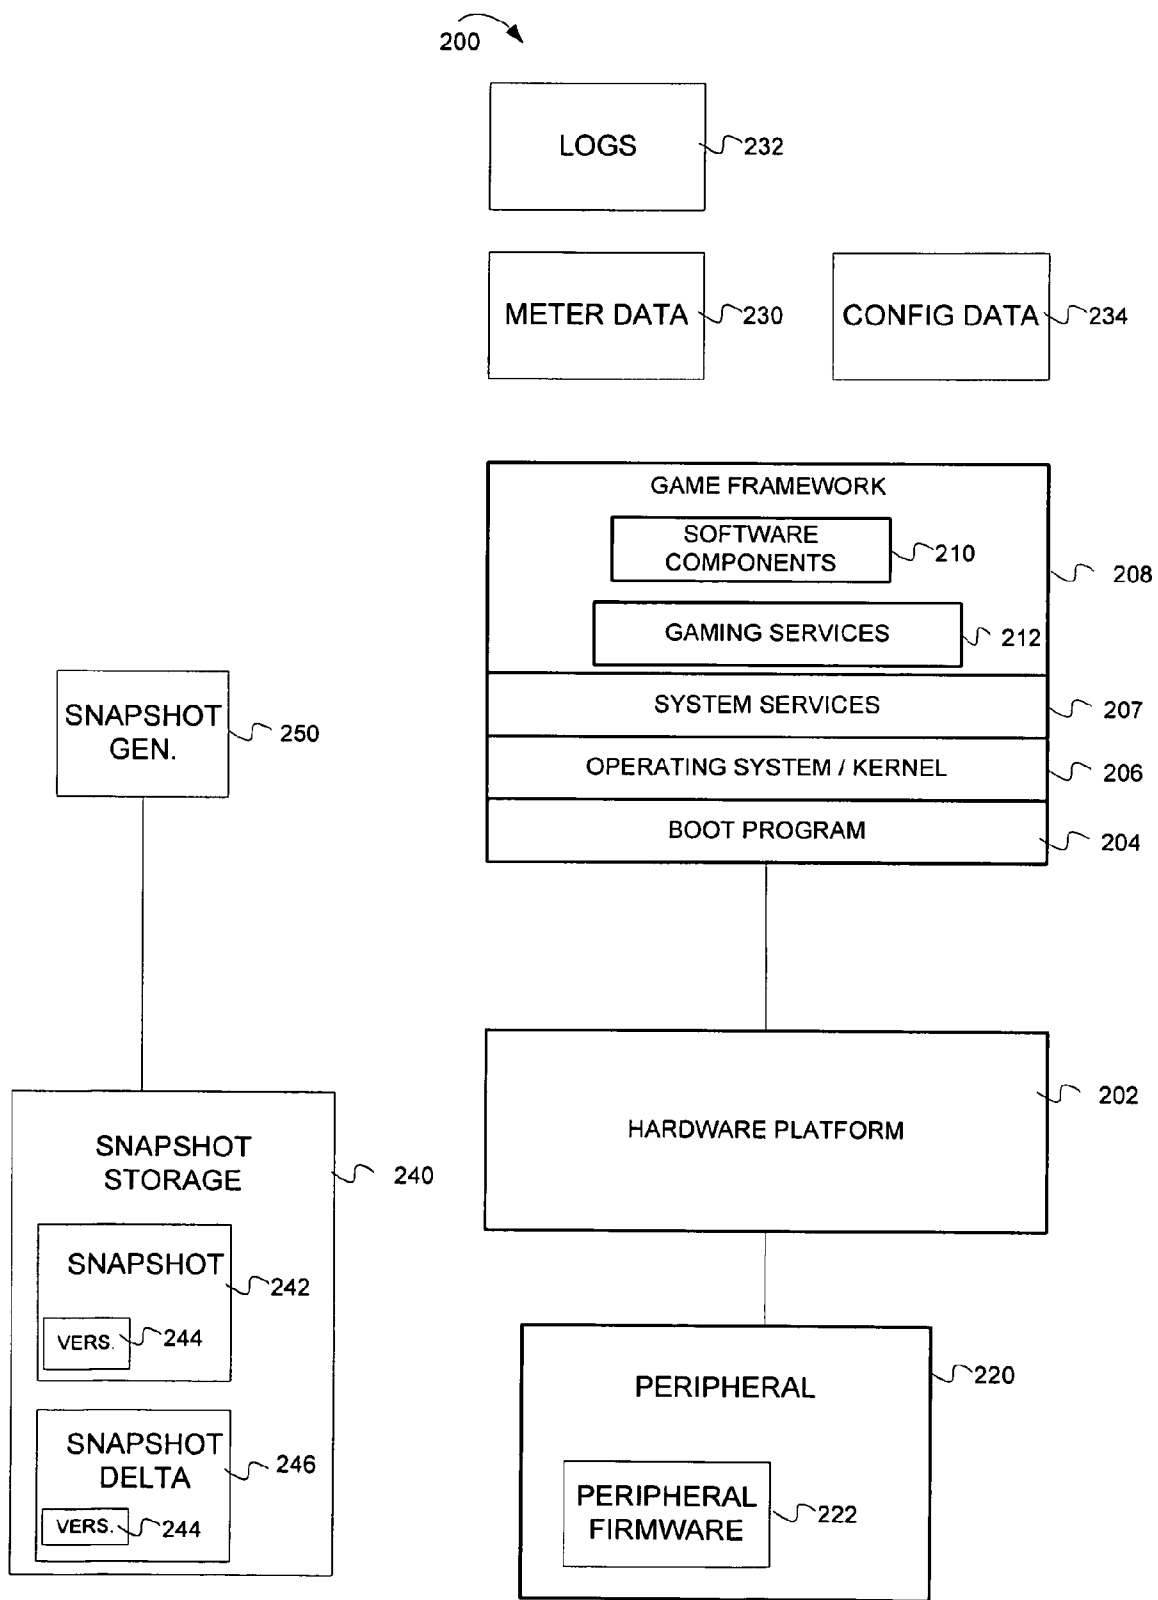 200
LOGS
232
METER DATA
230
CONFIG DATA
234
GAME FRAMEWORK
SOFTWARE
COMPONENTS
210
208
GAMING SERVICES
212
SYSTEM SERVICES
207
OPERATING SYSTEM / KERNEL
206
BOOT PROGRAM
204
SNAPSHOT
GEN.
250
HARDWARE PLATFORM
202
SNAPSHOT
STORAGE
240
SNAPSHOT
242
VERS.
244
SNAPSHOT
DELTA
246
VERS.
244
PERIPHERAL
220
PERIPHERAL
FIRMWARE
222